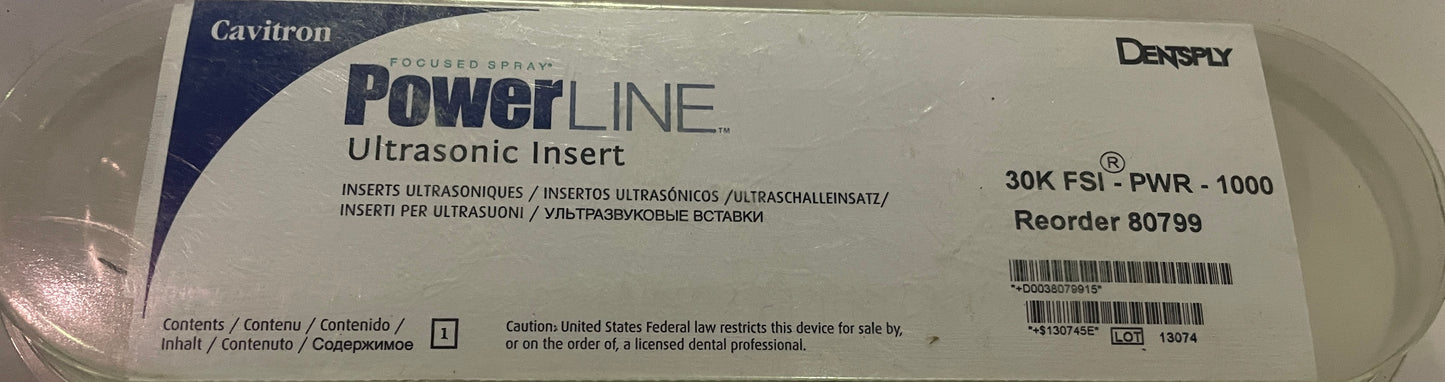 Cavitron
FOCUSED SPRAY®
PowerLINE™
Ultrasonic Insert
INSERTS ULTRASONIQUES / INSERTOS ULTRASÓNICOS /ULTRASCHALLEINSATZ/
INSERTI PER ULTRASUONI / УЛЬТРАЗВУКОВЫЕ ВСТАВКИ
Contents / Contenu / Contenido /
Inhalt / Contenuto / Содержимое
1
Caution: United States Federal law restricts this device for sale by,
or on the order of, a licensed dental professional.
DENTSPLY
30K FSI® - PWR - 1000
Reorder 80799
"+D0038079915"
"+$130745E"
LOT 13074